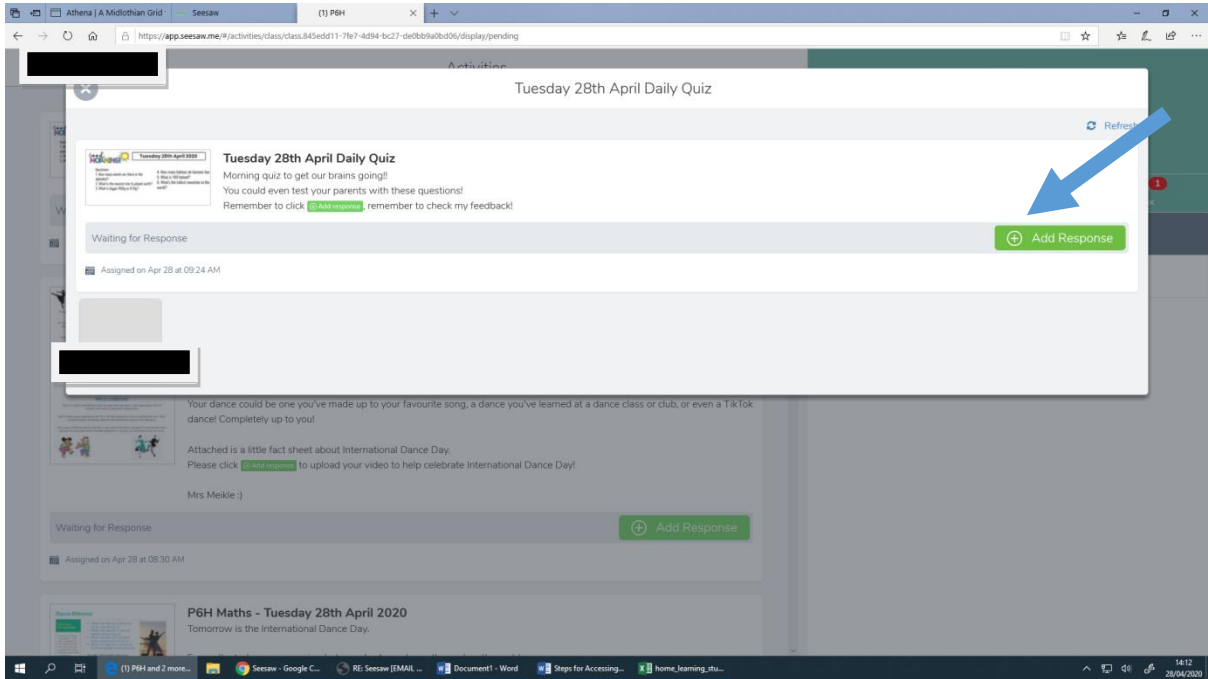 Athena | A Midlothian Grid
Seesaw
(1) P6H
https://app.seesaw.me/#/activities/class/class.845edd11-7fe7-4d94-bc27-de0bb9a0bd06/display/pending
Activities
Tuesday 28th April Daily Quiz
Refresh
Tuesday 28th April 2020
Tuesday 28th April Daily Quiz
Morning quiz to get our brains going!!
You could even test your parents with these questions!
Remember to click Add response , remember to check my feedback!
Waiting for Response
Add Response
Assigned on Apr 28 at 09:24 AM
1
Your dance could be one you've made up to your favourite song, a dance you've learned at a dance class or club, or even a TikTok
dance! Completely up to you!
Attached is a little fact sheet about International Dance Day.
Please click Add response to upload your video to help celebrate International Dance Day!
Mrs Meikle :)
Waiting for Response
Add Response
Assigned on Apr 28 at 08:30 AM
P6H Maths - Tuesday 28th April 2020
Tomorrow is the International Dance Day.
(1) P6H and 2 more...
Seesaw - Google C...
RE: Seesaw [EMAIL ...
Document1 - Word
Steps for Accessing...
home_learning_stu...
14:12
28/04/2020